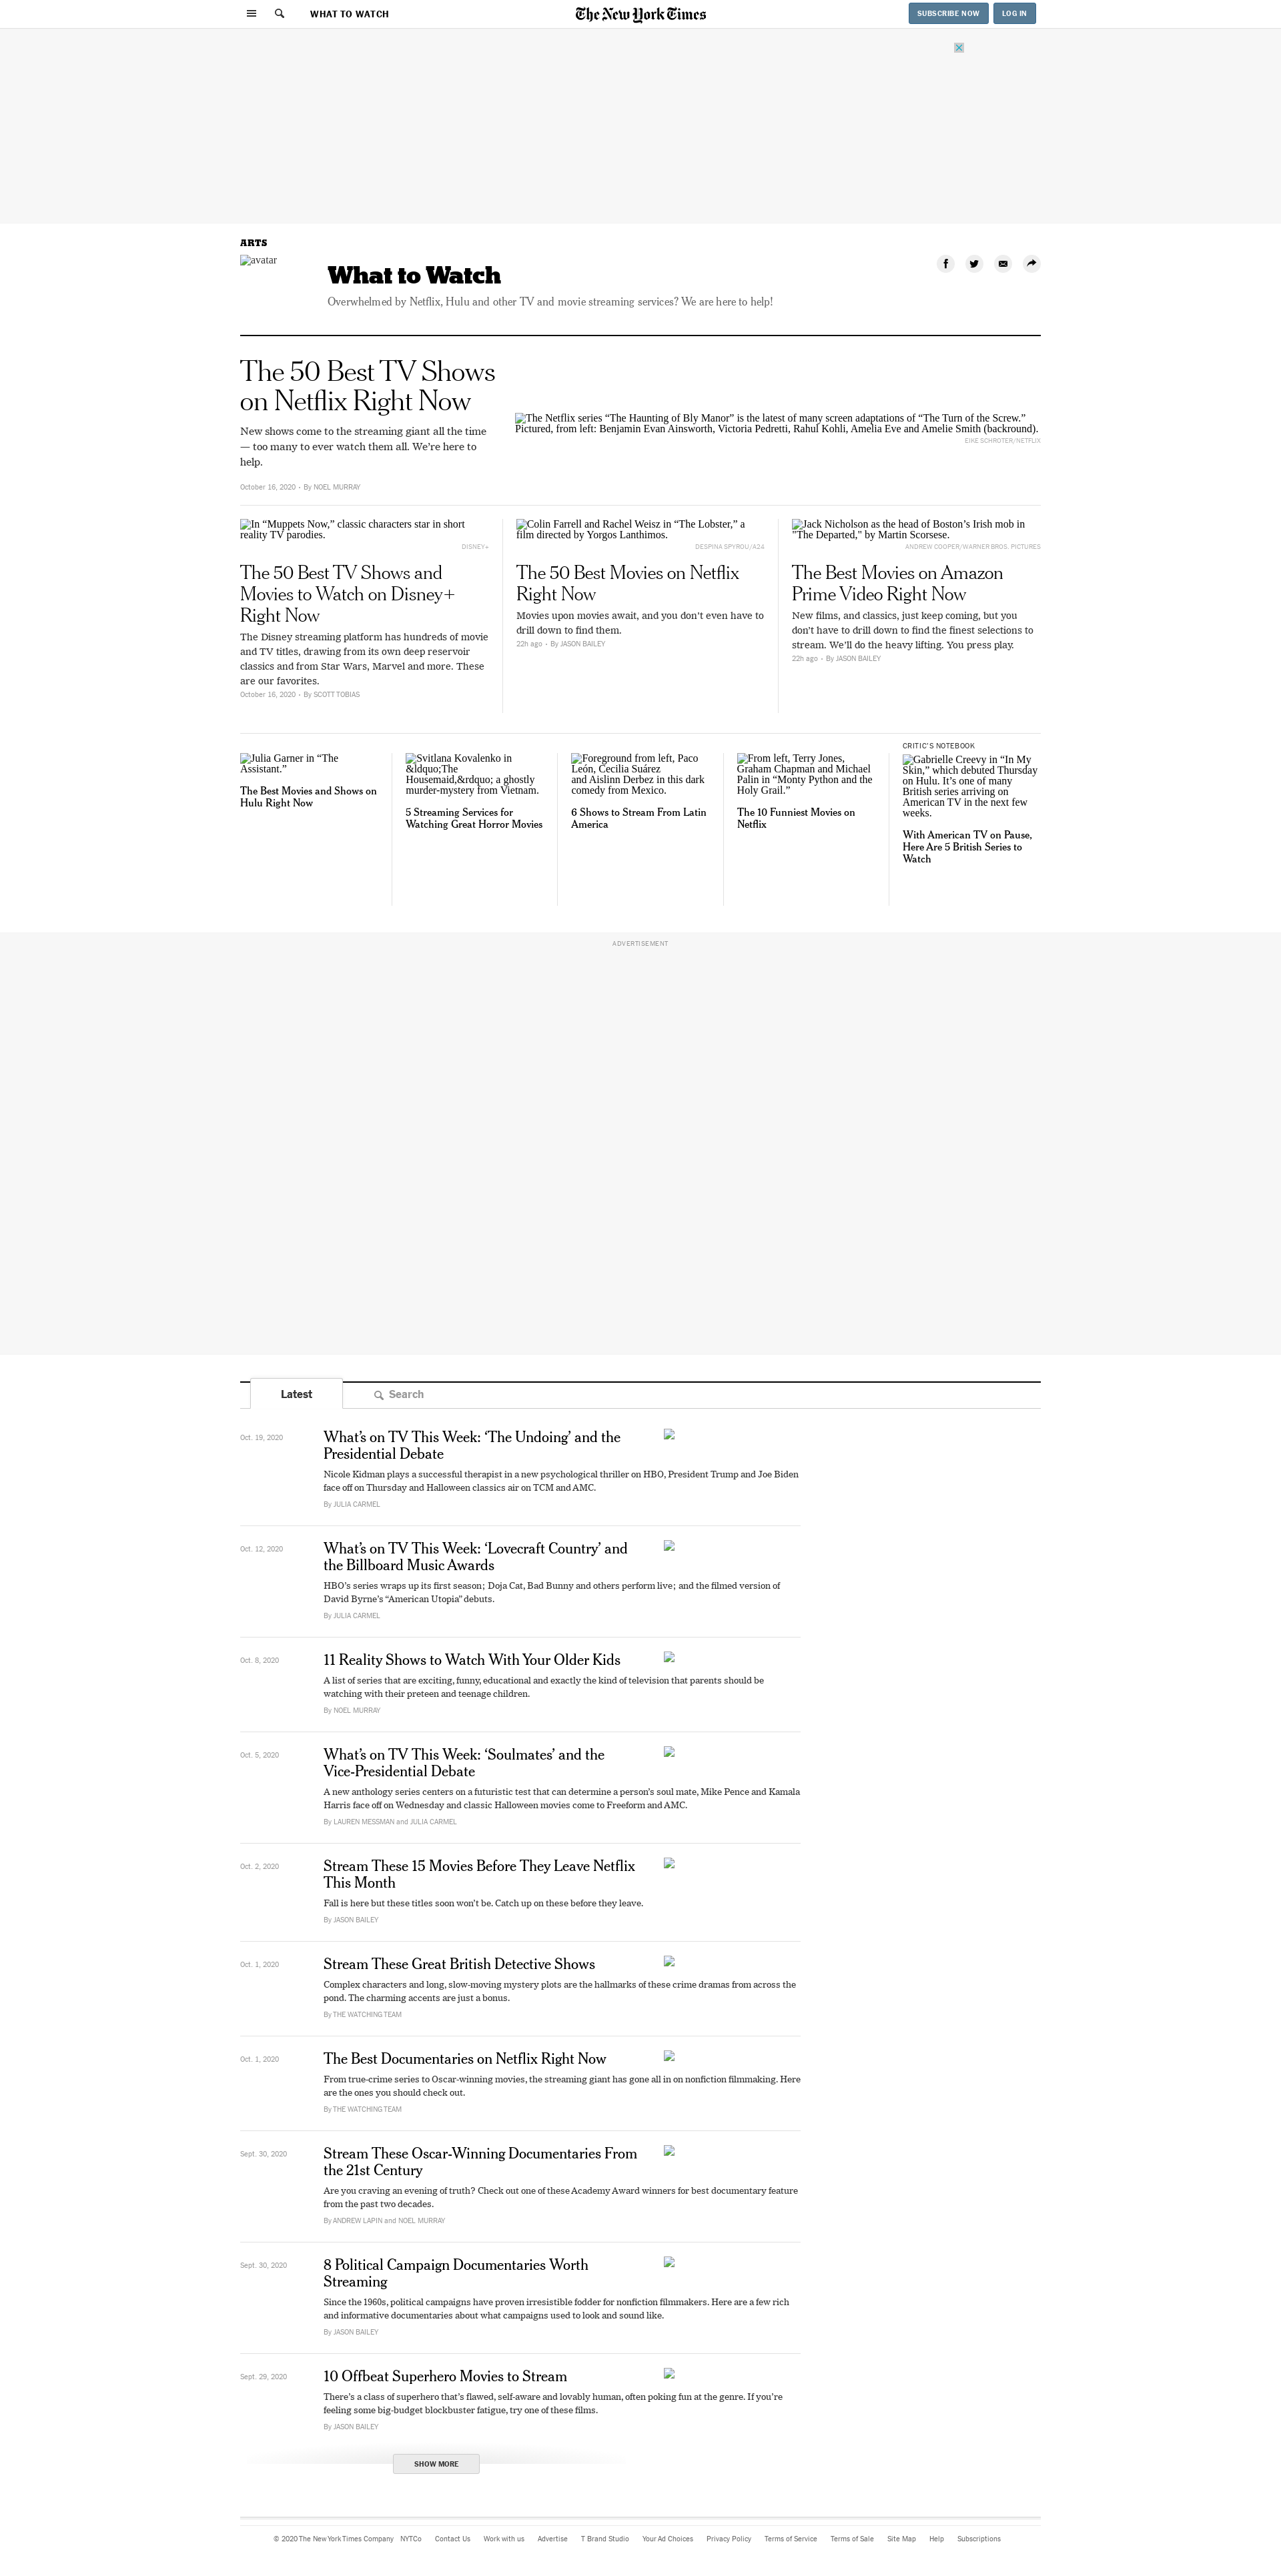 WHAT TO WATCH
The New York Times
SUBSCRIBE NOW
LOG IN
ARTS
avatar
What to Watch
Overwhelmed by Netflix, Hulu and other TV and movie streaming services? We are here to help!
The 50 Best TV Shows
on Netflix Right Now
New shows come to the streaming giant all the time
— too many to ever watch them all. We’re here to
help.
October 16, 2020 • By NOEL MURRAY
The Netflix series “The Haunting of Bly Manor” is the latest of many screen adaptations of “The Turn of the Screw.”
Pictured, from left: Benjamin Evan Ainsworth, Victoria Pedretti, Rahul Kohli, Amelia Eve and Amelie Smith (backround).
EIKE SCHROTER/NETFLIX
In “Muppets Now,” classic characters star in short
reality TV parodies.
DISNEY+
The 50 Best TV Shows and
Movies to Watch on Disney+
Right Now
The Disney streaming platform has hundreds of movie
and TV titles, drawing from its own deep reservoir
classics and from Star Wars, Marvel and more. These
are our favorites.
October 16, 2020 • By SCOTT TOBIAS
Colin Farrell and Rachel Weisz in “The Lobster,” a
film directed by Yorgos Lanthimos.
DESPINA SPYROU/A24
The 50 Best Movies on Netflix
Right Now
Movies upon movies await, and you don’t even have to
drill down to find them.
22h ago • By JASON BAILEY
Jack Nicholson as the head of Boston’s Irish mob in
"The Departed," by Martin Scorsese.
ANDREW COOPER/WARNER BROS. PICTURES
The Best Movies on Amazon
Prime Video Right Now
New films, and classics, just keep coming, but you
don’t have to drill down to find the finest selections to
stream. We’ll do the heavy lifting. You press play.
22h ago • By JASON BAILEY
Julia Garner in “The
Assistant.”
The Best Movies and Shows on
Hulu Right Now
Svitlana Kovalenko in
&ldquo;The
Housemaid,&rdquo; a ghostly
murder-mystery from Vietnam.
5 Streaming Services for
Watching Great Horror Movies
Foreground from left, Paco
León, Cecilia Suárez
and Aislinn Derbez in this dark
comedy from Mexico.
6 Shows to Stream From Latin
America
From left, Terry Jones,
Graham Chapman and Michael
Palin in “Monty Python and the
Holy Grail.”
The 10 Funniest Movies on
Netflix
CRITIC’S NOTEBOOK
Gabrielle Creevy in “In My
Skin,” which debuted Thursday
on Hulu. It’s one of many
British series arriving on
American TV in the next few
weeks.
With American TV on Pause,
Here Are 5 British Series to
Watch
ADVERTISEMENT
Latest
Search
Oct. 19, 2020
What’s on TV This Week: ‘The Undoing’ and the
Presidential Debate
Nicole Kidman plays a successful therapist in a new psychological thriller on HBO, President Trump and Joe Biden
face off on Thursday and Halloween classics air on TCM and AMC.
By JULIA CARMEL
Oct. 12, 2020
What’s on TV This Week: ‘Lovecraft Country’ and
the Billboard Music Awards
HBO’s series wraps up its first season; Doja Cat, Bad Bunny and others perform live; and the filmed version of
David Byrne’s “American Utopia” debuts.
By JULIA CARMEL
Oct. 8, 2020
11 Reality Shows to Watch With Your Older Kids
A list of series that are exciting, funny, educational and exactly the kind of television that parents should be
watching with their preteen and teenage children.
By NOEL MURRAY
Oct. 5, 2020
What’s on TV This Week: ‘Soulmates’ and the
Vice-Presidential Debate
A new anthology series centers on a futuristic test that can determine a person’s soul mate, Mike Pence and Kamala
Harris face off on Wednesday and classic Halloween movies come to Freeform and AMC.
By LAUREN MESSMAN and JULIA CARMEL
Oct. 2, 2020
Stream These 15 Movies Before They Leave Netflix
This Month
Fall is here but these titles soon won’t be. Catch up on these before they leave.
By JASON BAILEY
Oct. 1, 2020
Stream These Great British Detective Shows
Complex characters and long, slow-moving mystery plots are the hallmarks of these crime dramas from across the
pond. The charming accents are just a bonus.
By THE WATCHING TEAM
Oct. 1, 2020
The Best Documentaries on Netflix Right Now
From true-crime series to Oscar-winning movies, the streaming giant has gone all in on nonfiction filmmaking. Here
are the ones you should check out.
By THE WATCHING TEAM
Sept. 30, 2020
Stream These Oscar-Winning Documentaries From
the 21st Century
Are you craving an evening of truth? Check out one of these Academy Award winners for best documentary feature
from the past two decades.
By ANDREW LAPIN and NOEL MURRAY
Sept. 30, 2020
8 Political Campaign Documentaries Worth
Streaming
Since the 1960s, political campaigns have proven irresistible fodder for nonfiction filmmakers. Here are a few rich
and informative documentaries about what campaigns used to look and sound like.
By JASON BAILEY
Sept. 29, 2020
10 Offbeat Superhero Movies to Stream
There’s a class of superhero that’s flawed, self-aware and lovably human, often poking fun at the genre. If you’re
feeling some big-budget blockbuster fatigue, try one of these films.
By JASON BAILEY
SHOW MORE
© 2020 The New York Times Company NYTCo Contact Us Work with us Advertise T Brand Studio Your Ad Choices Privacy Policy Terms of Service Terms of Sale Site Map Help Subscriptions